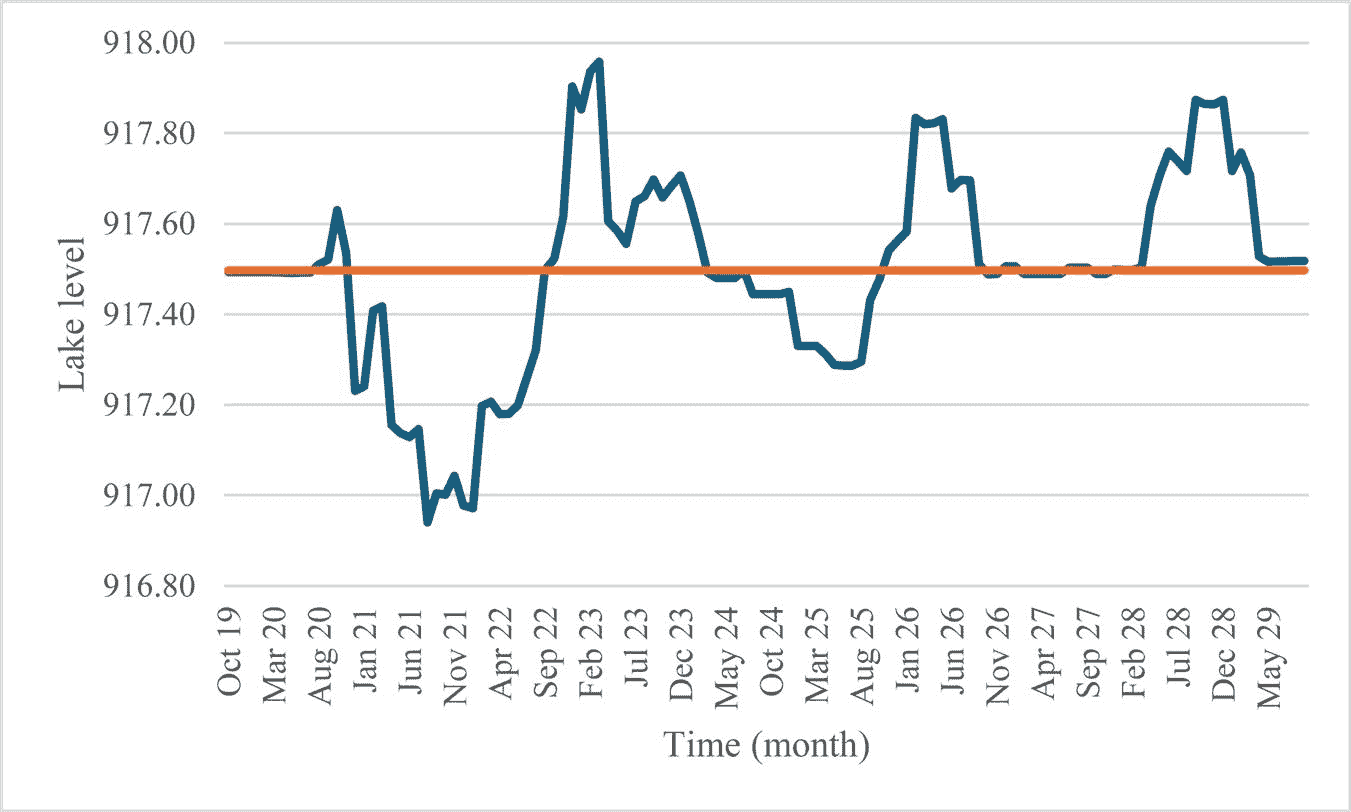 918.00
917.80
917.60
917.40
917.20
917.00
916.80
Lake level
Oct 19
Mar 20
Aug 20
Jan 21
Jun 21
Nov 21
Apr 22
Sep 22
Feb 23
Jul 23
Dec 23
May 24
Oct 24
Mar 25
Aug 25
Jan 26
Jun 26
Nov 26
Apr 27
Sep 27
Feb 28
Jul 28
Dec 28
May 29
Time (month)